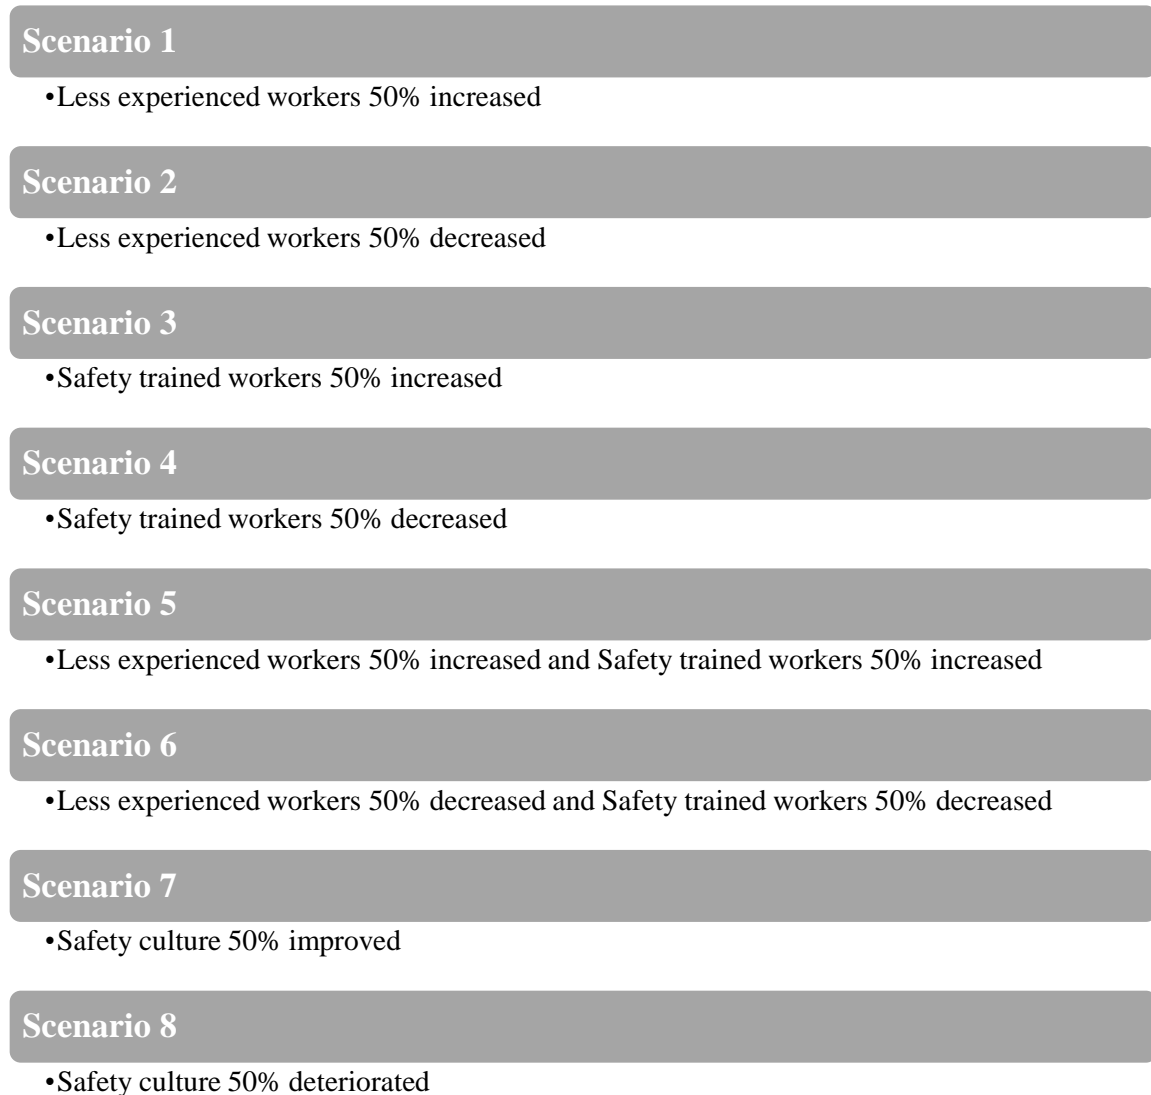 Scenario 1
•Less experienced workers 50% increased
Scenario 2
•Less experienced workers 50% decreased
Scenario 3
•Safety trained workers 50% increased
Scenario 4
•Safety trained workers 50% decreased
Scenario 5
•Less experienced workers 50% increased and Safety trained workers 50% increased
Scenario 6
•Less experienced workers 50% decreased and Safety trained workers 50% decreased
Scenario 7
•Safety culture 50% improved
Scenario 8
•Safety culture 50% deteriorated